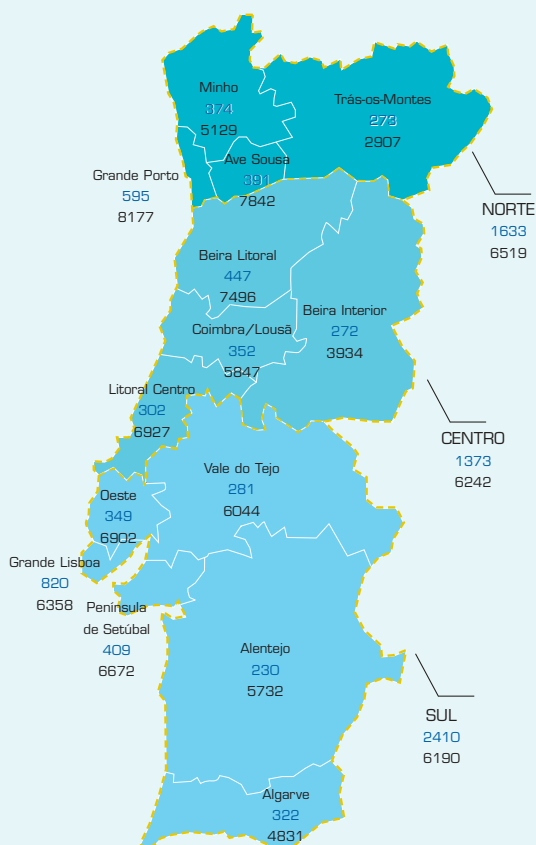 Minho
374
5129
Trás-os-Montes
273
2907
Ave Sousa
391
7842
Grande Porto
595
8177
NORTE
1633
6519
Beira Litoral
447
7496
Beira Interior
272
3934
Coimbra/Lousã
352
5847
Litoral Centro
302
6927
CENTRO
1373
6242
Vale do Tejo
281
6044
Oeste
349
6902
Grande Lisboa
820
6358
Península
de Setúbal
409
6672
Alentejo
230
5732
SUL
2410
6190
Algarve
322
4831